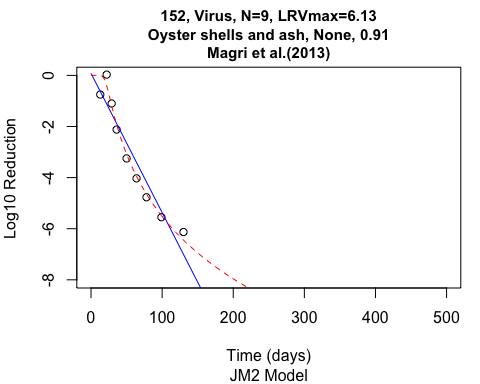 152, Virus, N=9, LRVmax=6.13
Oyster shells and ash, None, 0.91
Magri et al.(2013)
Log10 Reduction
0
-2
-4
-6
-8
0 100 200 300 400 500
Time (days)
JM2 Model